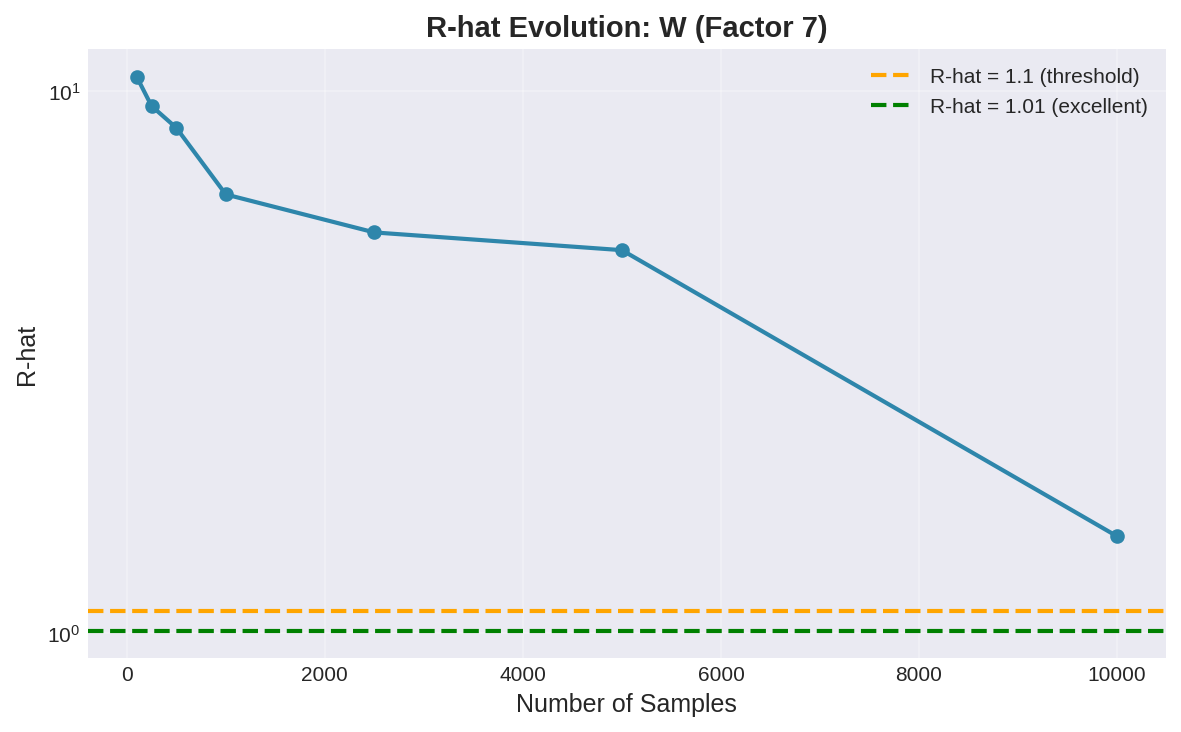 R-hat Evolution: W (Factor 7)
R-hat = 1.1 (threshold)
R-hat = 1.01 (excellent)
10¹
10⁰
R-hat
0 2000 4000 6000 8000 10000
Number of Samples